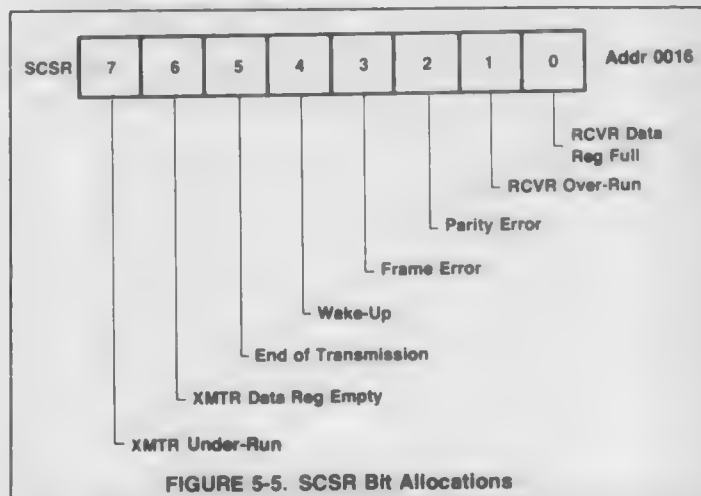 SCSR 7 6 5 4 3 2 1 0 Addr 0016
RCVR Data
Reg Full
RCVR Over-Run
Parity Error
Frame Error
Wake-Up
End of Transmission
XMTR Data Reg Empty
XMTR Under-Run
FIGURE 5-5. SCSR Bit Allocations